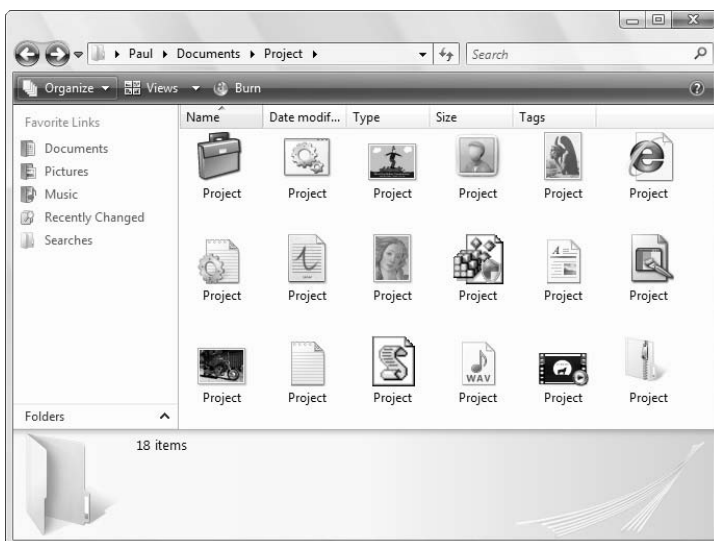 Paul Documents Project
Search
Organize Views Burn
Favorite Links
Documents
Pictures
Music
Recently Changed
Searches
Folders
Name Date modif... Type Size Tags
Project Project Project Project Project Project
Project Project Project Project Project Project
WAV
Project Project Project Project Project Project
18 items